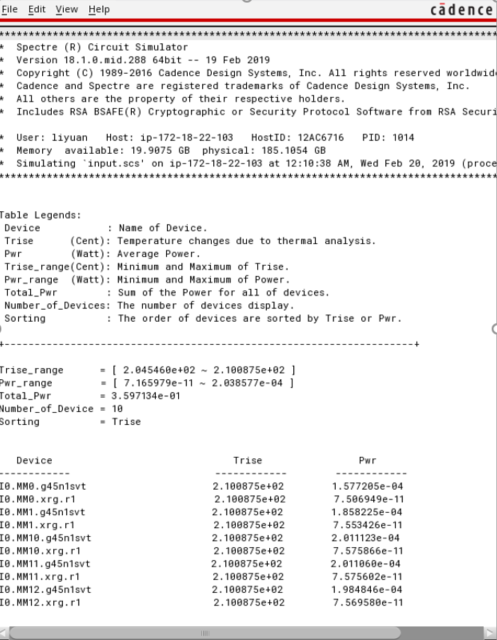 File Edit View Help
cādence
********************************************************************************
* Spectre (R) Circuit Simulator
* Version 18.1.0.mid.288 64bit -- 19 Feb 2019
* Copyright (C) 1989-2016 Cadence Design Systems, Inc. All rights reserved worldwid
* Cadence and Spectre are registered trademarks of Cadence Design Systems, Inc.
* All others are the property of their respective holders.
* Includes RSA BSAFE(R) Cryptographic or Security Protocol Software from RSA Securi
* User: liyuan Host: ip-172-18-22-103 HostID: 12AC6716 PID: 1014
* Memory available: 19.9075 GB physical: 185.1054 GB
* Simulating `input.scs' on ip-172-18-22-103 at 12:10:38 AM, Wed Feb 20, 2019 (proce
********************************************************************************
Table Legends:
Device : Name of Device.
Trise (Cent): Temperature changes due to thermal analysis.
Pwr (Watt): Average Power.
Trise_range(Cent): Minimum and Maximum of Trise.
Pwr_range (Watt): Minimum and Maximum of Power.
Total_Pwr : Sum of the Power for all of devices.
Number_of_Devices: The number of devices display.
Sorting : The order of devices are sorted by Trise or Pwr.
+------------------------------------------------------------------+
Trise_range = [ 2.045460e+02 ~ 2.100875e+02 ]
Pwr_range = [ 7.165979e-11 ~ 2.038577e-04 ]
Total_Pwr = 3.597134e-01
Number_of_Device = 10
Sorting = Trise
Device Trise Pwr
------------ ------------ ------------
I0.MM0.g45n1svt 2.100875e+02 1.577205e-04
I0.MM0.xrg.r1 2.100875e+02 7.506949e-11
I0.MM1.g45n1svt 2.100875e+02 1.858225e-04
I0.MM1.xrg.r1 2.100875e+02 7.553426e-11
I0.MM10.g45n1svt 2.100875e+02 2.011123e-04
I0.MM10.xrg.r1 2.100875e+02 7.575866e-11
I0.MM11.g45n1svt 2.100875e+02 2.011060e-04
I0.MM11.xrg.r1 2.100875e+02 7.575602e-11
I0.MM12.g45n1svt 2.100875e+02 1.984846e-04
I0.MM12.xrg.r1 2.100875e+02 7.569580e-11